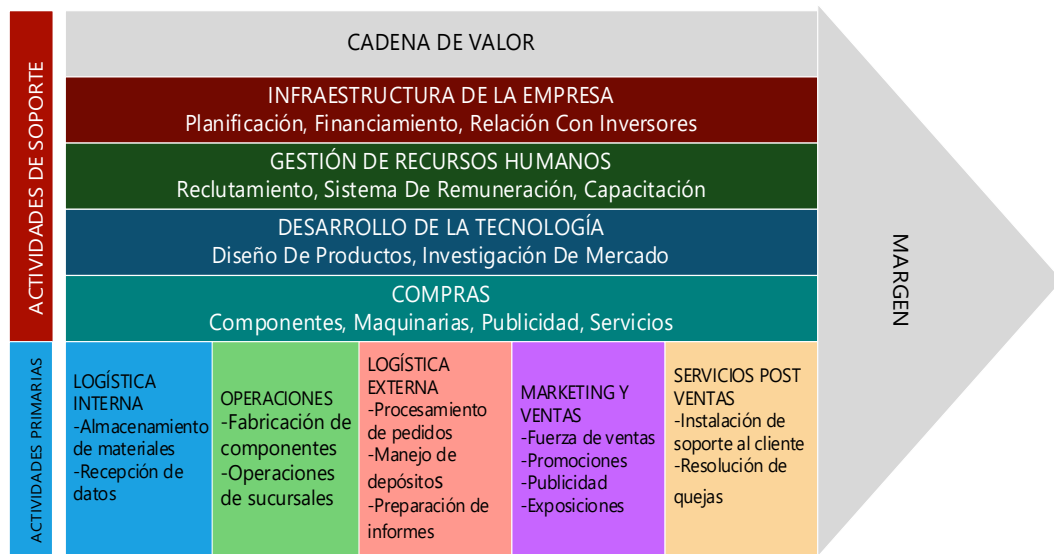 CADENA DE VALOR
ACTIVIDADES DE SOPORTE
INFRAESTRUCTURA DE LA EMPRESA
Planificación, Financiamiento, Relación Con Inversores
GESTIÓN DE RECURSOS HUMANOS
Reclutamiento, Sistema De Remuneración, Capacitación
DESARROLLO DE LA TECNOLOGÍA
Diseño De Productos, Investigación De Mercado
COMPRAS
Componentes, Maquinarias, Publicidad, Servicios
ACTIVIDADES PRIMARIAS
LOGÍSTICA
INTERNA
-Almacenamiento
de materiales
-Recepción de
datos
OPERACIONES
-Fabricación de
componentes
-Operaciones
de sucursales
LOGÍSTICA
EXTERNA
-Procesamiento
de pedidos
-Manejo de
depósitos
-Preparación de
informes
MARKETING Y
VENTAS
-Fuerza de ventas
-Promociones
-Publicidad
-Exposiciones
SERVICIOS POST
VENTAS
-Instalación de
soporte al cliente
-Resolución de
quejas
MARGEN